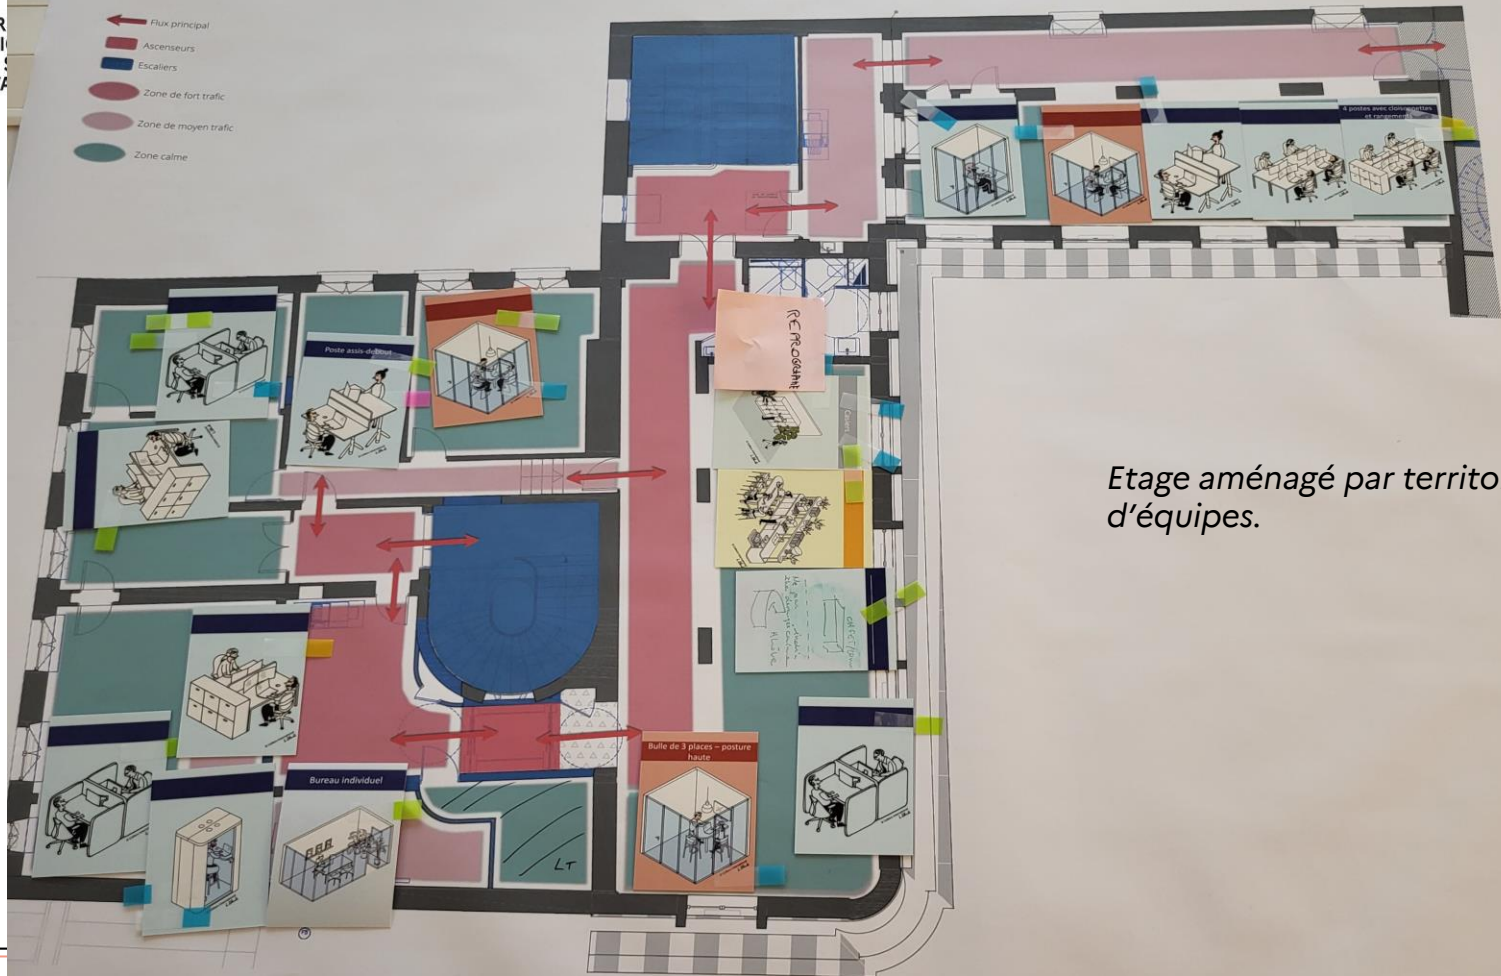 Flux principal
Ascenseurs
Escaliers
Zone de fort trafic
Zone de moyen trafic
Zone calme
4 postes avec cloisonnettes
et rangements
Poste assis-debout
Casiers
Etage aménagé par territo
d'équipes.
Bulle de 3 places – posture
haute
Bureau individuel
LT